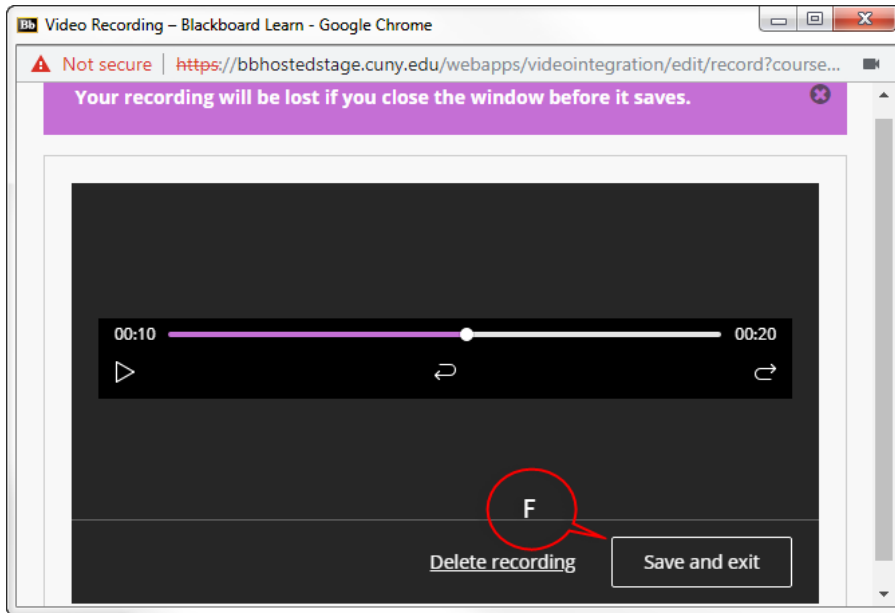 Bb Video Recording – Blackboard Learn - Google Chrome
Not secure | https://bbhostedstage.cuny.edu/webapps/videointegration/edit/record?course...
Your recording will be lost if you close the window before it saves.
00:10 00:20
F
Delete recording Save and exit